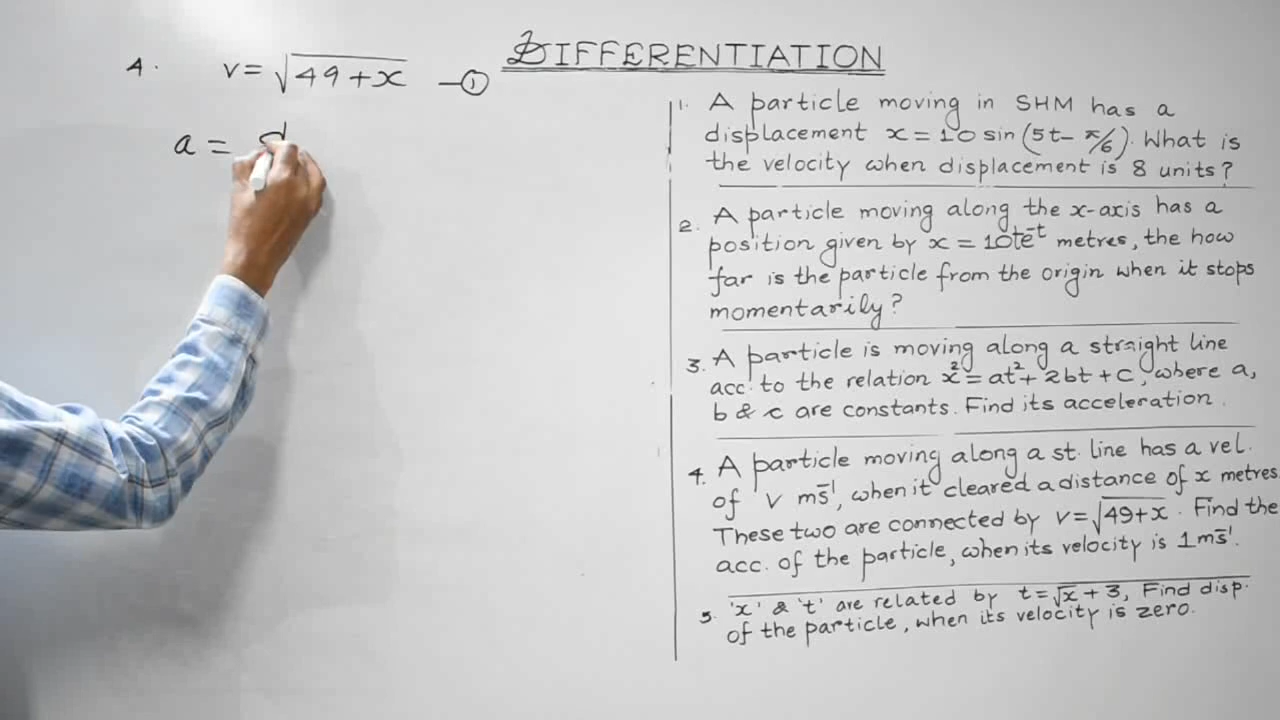 DIFFERENTIATION
4. v = √49+x —①
a = d
1. A particle moving in SHM has a
displacement x = 10 sin (5t - π/6). What is
the velocity when displacement is 8 units?
2. A particle moving along the x-axis has a
position given by x = 10te⁻ᵗ metres, the how
far is the particle from the origin when it stops
momentarily?
3. A particle is moving along a straight line
acc. to the relation x² = at² + 2bt + c, where a,
b & c are constants. Find its acceleration.
4. A particle moving along a st. line has a vel.
of V ms⁻¹, when it cleared a distance of x metres.
These two are connected by v = √49+x. Find the
acc. of the particle, when its velocity is 1 ms⁻¹.
5. 'x' & 't' are related by t = √x + 3, Find disp.
of the particle, when its velocity is zero.